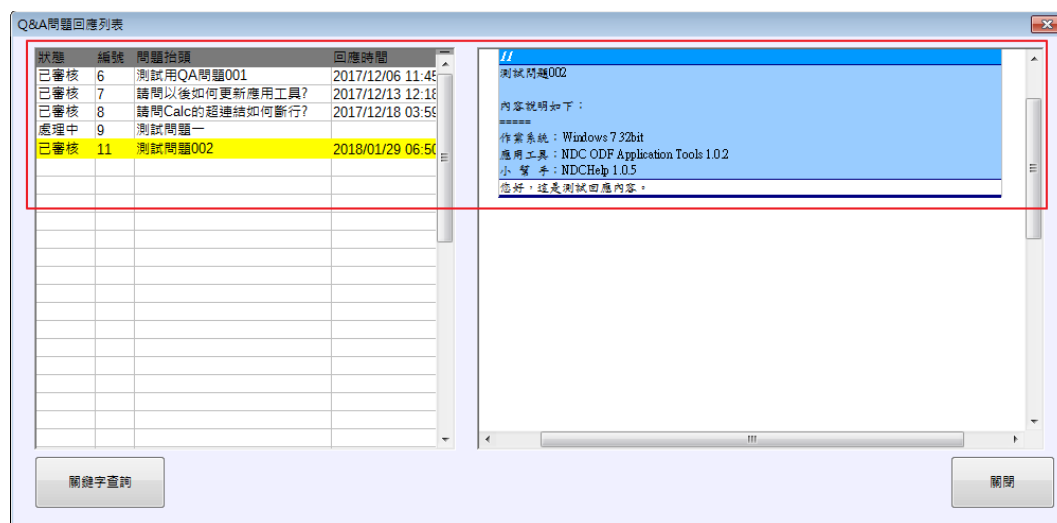 Q&A問題回應列表
狀態 編號 問題抬頭 回應時間
已審核 6 測試用QA問題001 2017/12/06 11:45
已審核 7 請問以後如何更新應用工具? 2017/12/13 12:18
已審核 8 請問Calc的超連結如何斷行? 2017/12/18 03:59
處理中 9 測試問題一
已審核 11 測試問題002 2018/01/29 06:50
11
測試問題002
內容說明如下：
=====
作業系統：Windows 7 32bit
應用工具：NDC ODF Application Tools 1.0.2
小 幫 手：NDCHelp 1.0.5
您好，這是測試回應內容。
關鍵字查詢
關閉